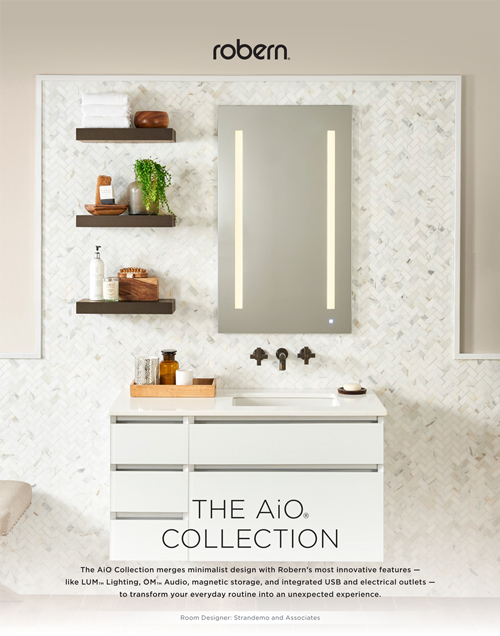 robern®
THE AiO®
COLLECTION
The AiO Collection merges minimalist design with Robern's most innovative features —
like LUM™ Lighting, OM™ Audio, magnetic storage, and integrated USB and electrical outlets —
to transform your everyday routine into an unexpected experience.
Room Designer: Strandemo and Associates